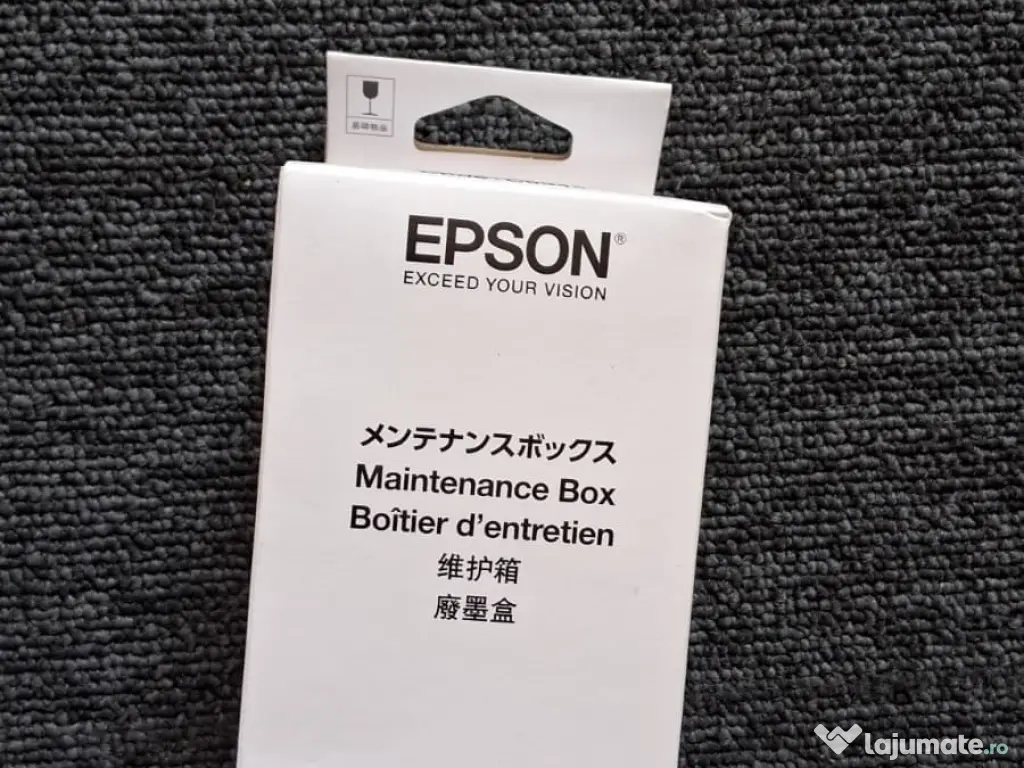 EPSON®
EXCEED YOUR VISION
メンテナンスボックス
Maintenance Box
Boîtier d'entretien
维护箱
廢墨盒
lajumate.ro